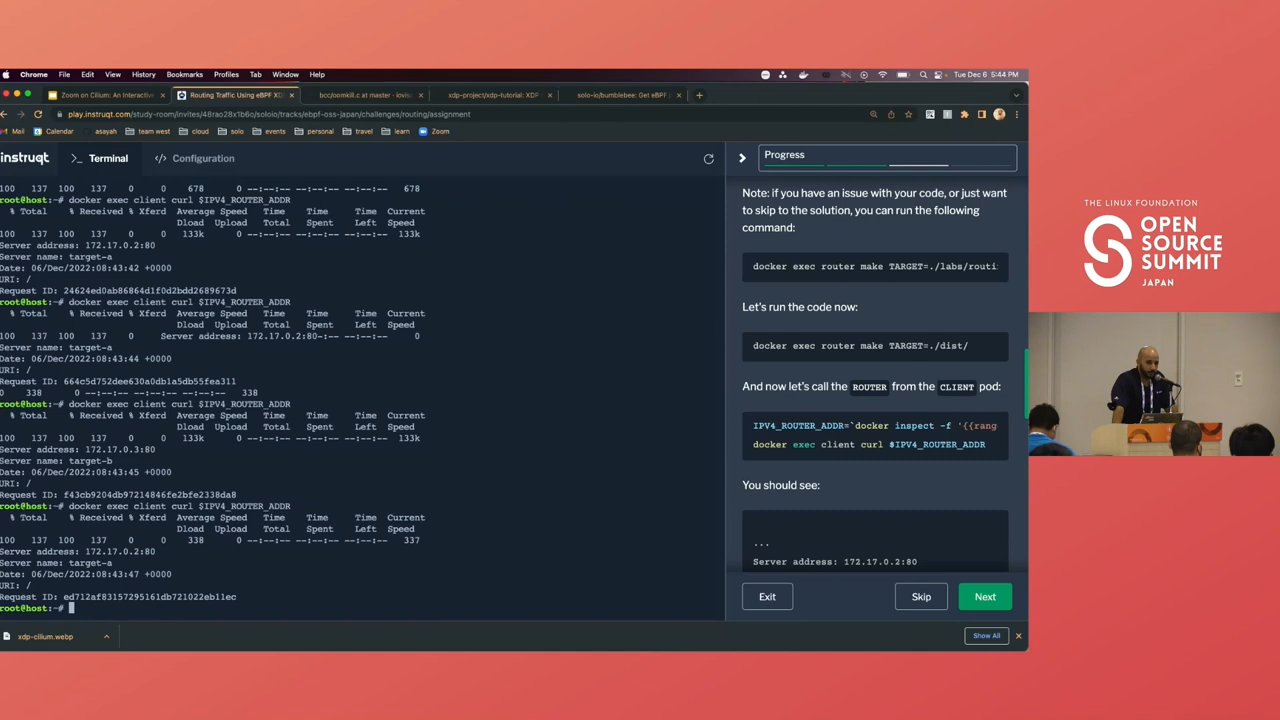 Chrome File Edit View History Bookmarks Profiles Tab Window Help
Tue Dec 6 5:44 PM
Zoom on Cilium: An Interactive
Routing Traffic Using eBPF XD
bcc/oomkill.c at master · iovis
xdp-project/xdp-tutorial: XDP
solo-io/bumblebee: Get eBPF
play.instruqt.com/study-room/invites/48rao28x1b6o/soloio/tracks/ebpf-oss-japan/challenges/routing/assignment
Mail Calendar asayah team west cloud solo events personal travel learn Zoom
instruqt
>_ Terminal
</> Configuration
100 137 100 137 0 0 678 0 --:--:-- --:--:-- --:--:-- 678
root@host:~# docker exec client curl $IPV4_ROUTER_ADDR
% Total % Received % Xferd Average Speed Time Time Time Current
Dload Upload Total Spent Left Speed
100 137 100 137 0 0 133k 0 --:--:-- --:--:-- --:--:-- 133k
Server address: 172.17.0.2:80
Server name: target-a
Date: 06/Dec/2022:08:43:42 +0000
URI: /
Request ID: 24624ed0ab86864d1f0d2bdd2689673d
root@host:~# docker exec client curl $IPV4_ROUTER_ADDR
% Total % Received % Xferd Average Speed Time Time Time Current
Dload Upload Total Spent Left Speed
100 137 100 137 0 0 Server address: 172.17.0.2:80-:-- --:--:-- 0
Server name: target-a
Date: 06/Dec/2022:08:43:44 +0000
URI: /
Request ID: 664c5d752dee630a0db1a5db55fea311
0 338 0 --:--:-- --:--:-- --:--:-- 338
root@host:~# docker exec client curl $IPV4_ROUTER_ADDR
% Total % Received % Xferd Average Speed Time Time Time Current
Dload Upload Total Spent Left Speed
100 137 100 137 0 0 133k 0 --:--:-- --:--:-- --:--:-- 133k
Server address: 172.17.0.3:80
Server name: target-b
Date: 06/Dec/2022:08:43:45 +0000
URI: /
Request ID: f43cb9204db97214846fe2bfe2338da8
root@host:~# docker exec client curl $IPV4_ROUTER_ADDR
% Total % Received % Xferd Average Speed Time Time Time Current
Dload Upload Total Spent Left Speed
100 137 100 137 0 0 338 0 --:--:-- --:--:-- --:--:-- 337
Server address: 172.17.0.2:80
Server name: target-a
Date: 06/Dec/2022:08:43:47 +0000
URI: /
Request ID: ed712af83157295161db721022eb11ec
root@host:~#
Progress
Note: if you have an issue with your code, or just want
to skip to the solution, you can run the following
command:
docker exec router make TARGET=./labs/routi
Let's run the code now:
docker exec router make TARGET=./dist/
And now let's call the ROUTER from the CLIENT pod:
IPV4_ROUTER_ADDR=`docker inspect -f '{{rang
docker exec client curl $IPV4_ROUTER_ADDR
You should see:
...
Server address: 172.17.0.2:80
Exit
Skip
Next
xdp-cilium.webp
Show All
THE LINUX FOUNDATION
OPEN
SOURCE
SUMMIT
JAPAN